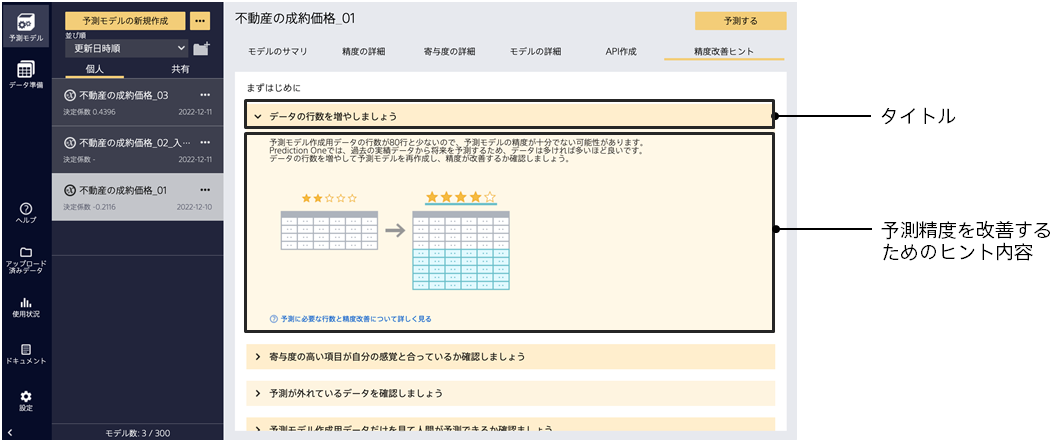 予測モデル
データ準備
ヘルプ
アップロード
済みデータ
使用状況
ドキュメント
設定
予測モデルの新規作成
並び順
更新日時順
個人
共有
不動産の成約価格_03
決定係数 0.4396
2022-12-11
不動産の成約価格_02_入...
決定係数 -
2022-12-11
不動産の成約価格_01
決定係数 -0.2116
2022-12-10
モデル数: 3 / 300
不動産の成約価格_01
予測する
モデルのサマリ
精度の詳細
寄与度の詳細
モデルの詳細
API作成
精度改善ヒント
まずはじめに
データの行数を増やしましょう
予測モデル作成用データの行数が80行と少ないので、予測モデルの精度が十分でない可能性があります。
Prediction Oneでは、過去の実績データから将来を予測するため、データは多ければ多いほど良いです。
データの行数を増やして予測モデルを再作成し、精度が改善するか確認しましょう。
予測に必要な行数と精度改善について詳しく見る
寄与度の高い項目が自分の感覚と合っているか確認しましょう
予測が外れているデータを確認しましょう
予測モデル作成用データだけを見て人間が予測できるか確認しましょう
タイトル
予測精度を改善する
ためのヒント内容